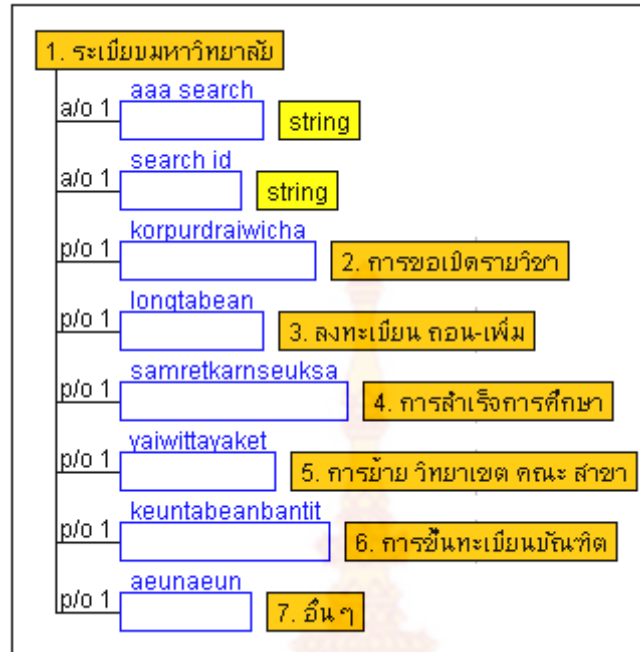 1. ระเบียบมหาวิทยาลัย
aaa search
a/o 1 string
search id
a/o 1 string
korpurdraiwicha
p/o 1 2. การขอเปิดรายวิชา
longtabean
p/o 1 3. ลงทะเบียน ถอน-เพิ่ม
samretkarnseuksa
p/o 1 4. การสำเร็จการศึกษา
yaiwittayaket
p/o 1 5. การย้าย วิทยาเขต คณะ สาขา
keuntabeanbantit
p/o 1 6. การขึ้นทะเบียนบัณฑิต
aeunaeun
p/o 1 7. อื่น ๆ